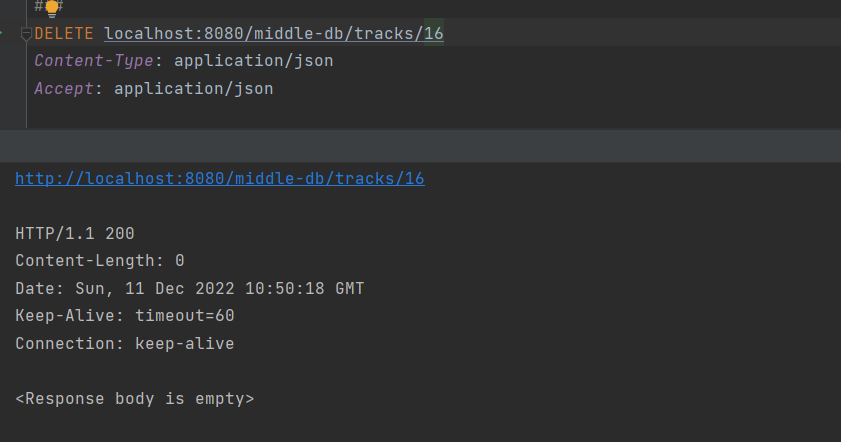 ###
DELETE localhost:8080/middle-db/tracks/16
Content-Type: application/json
Accept: application/json
http://localhost:8080/middle-db/tracks/16
HTTP/1.1 200
Content-Length: 0
Date: Sun, 11 Dec 2022 10:50:18 GMT
Keep-Alive: timeout=60
Connection: keep-alive
<Response body is empty>